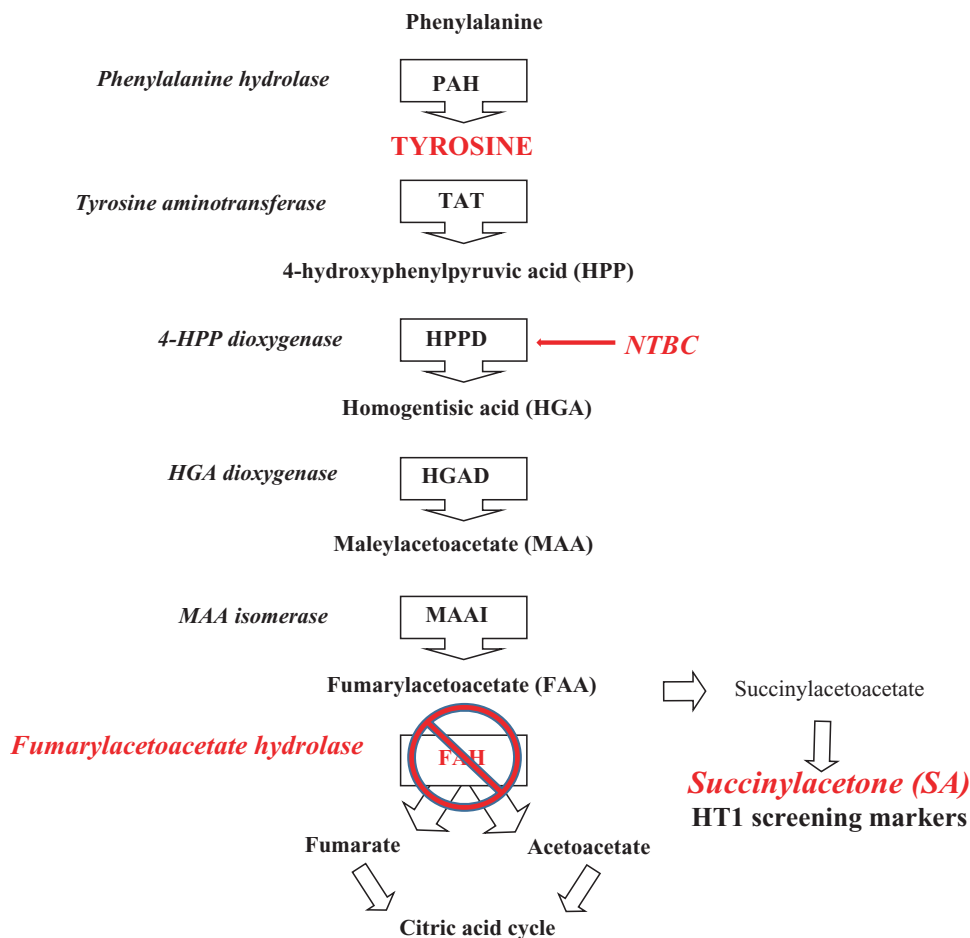 Phenylalanine
Phenylalanine hydrolase
PAH
TYROSINE
Tyrosine aminotransferase
TAT
4-hydroxyphenylpyruvic acid (HPP)
4-HPP dioxygenase
HPPD
NTBC
Homogentisic acid (HGA)
HGA dioxygenase
HGAD
Maleylacetoacetate (MAA)
MAA isomerase
MAAI
Fumarylacetoacetate (FAA)
Succinylacetoacetate
Fumarylacetoacetate hydrolase
FAH
Succinylacetone (SA)
HT1 screening markers
Fumarate
Acetoacetate
Citric acid cycle